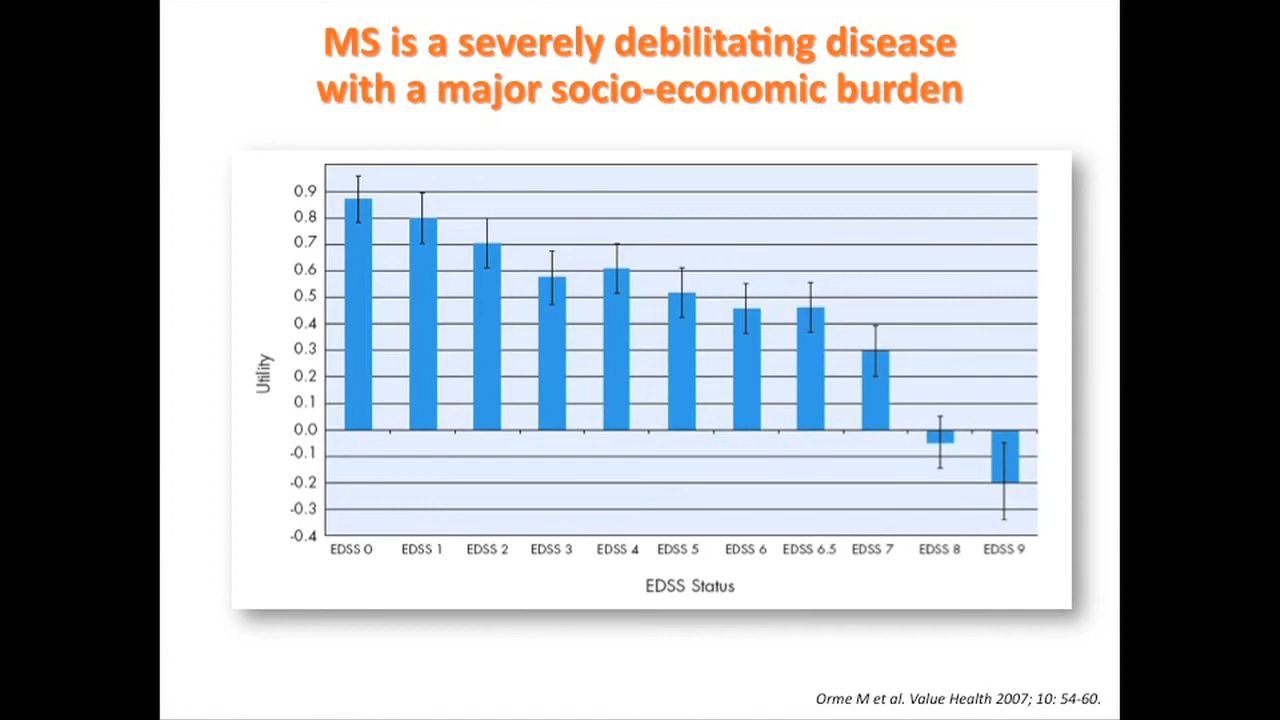 MS is a severely debilitating disease
with a major socio-economic burden
0.9
0.8
0.7
0.6
0.5
0.4
0.3
0.2
0.1
0.0
-0.1
-0.2
-0.3
-0.4
Utility
EDSS 0 EDSS 1 EDSS 2 EDSS 3 EDSS 4 EDSS 5 EDSS 6 EDSS 6.5 EDSS 7 EDSS 8 EDSS 9
EDSS Status
Orme M et al. Value Health 2007; 10: 54-60.